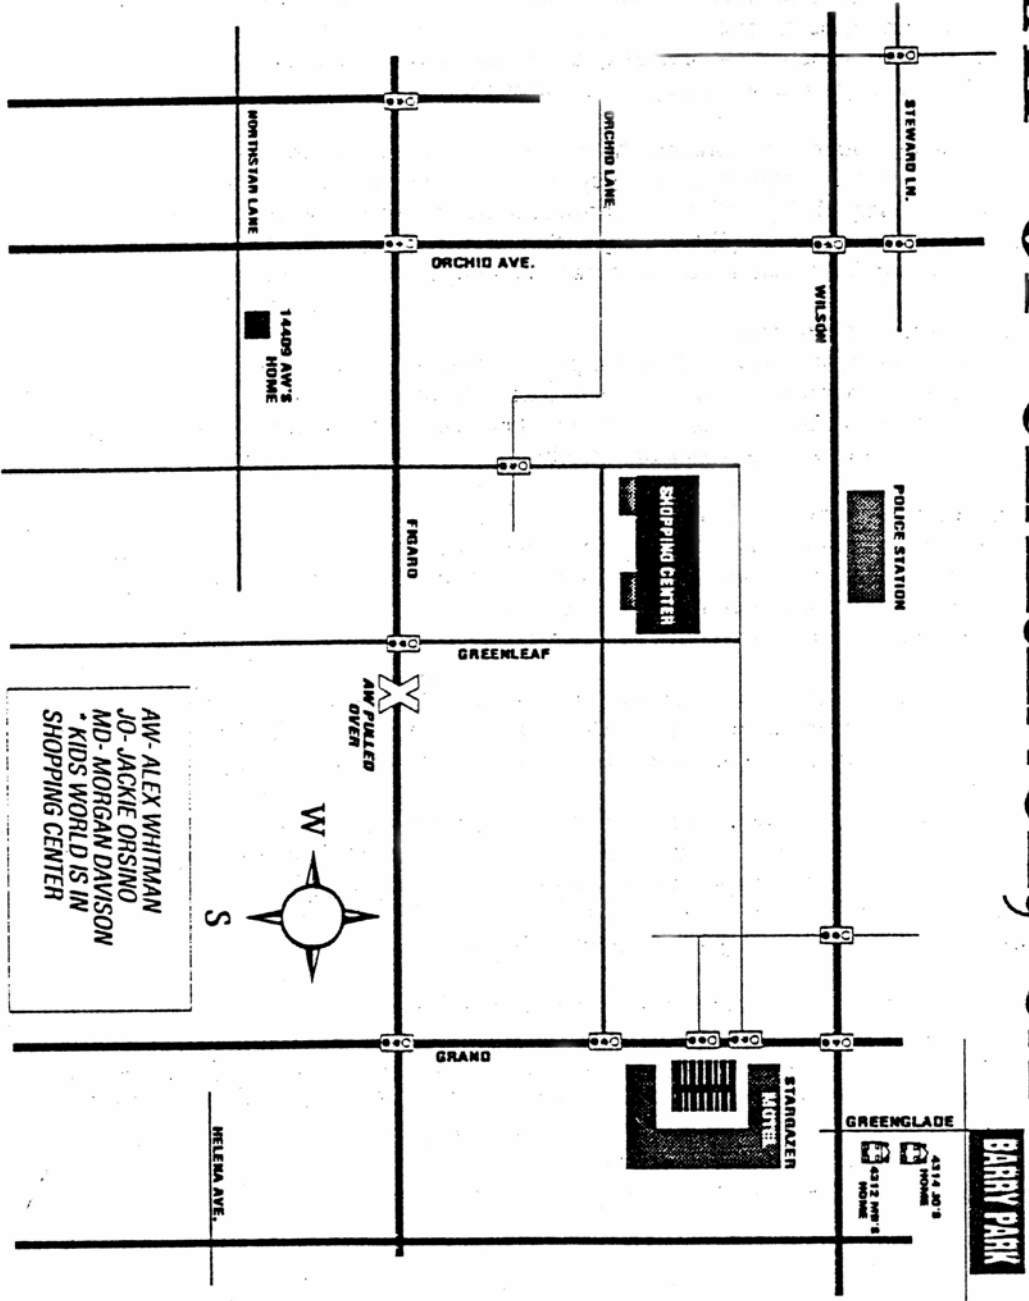 STEWARD LN.
NORTHSTAR LANE
ORCHID LANE
ORCHID AVE.
WILSON
14409 AW'S
HOME
POLICE STATION
SHOPPING CENTER
FIGARO
GREENLEAF
AW PULLED
OVER
W
S
AW- ALEX WHITMAN
JO- JACKIE ORSINO
MD- MORGAN DAVISON
* KIDS WORLD IS IN
SHOPPING CENTER
GRAND
STARGAZER
MOTEL
GREENGLADE
BARRY PARK
4314 JO'S
HOME
4312 MD'S
HOME
HELENA AVE.